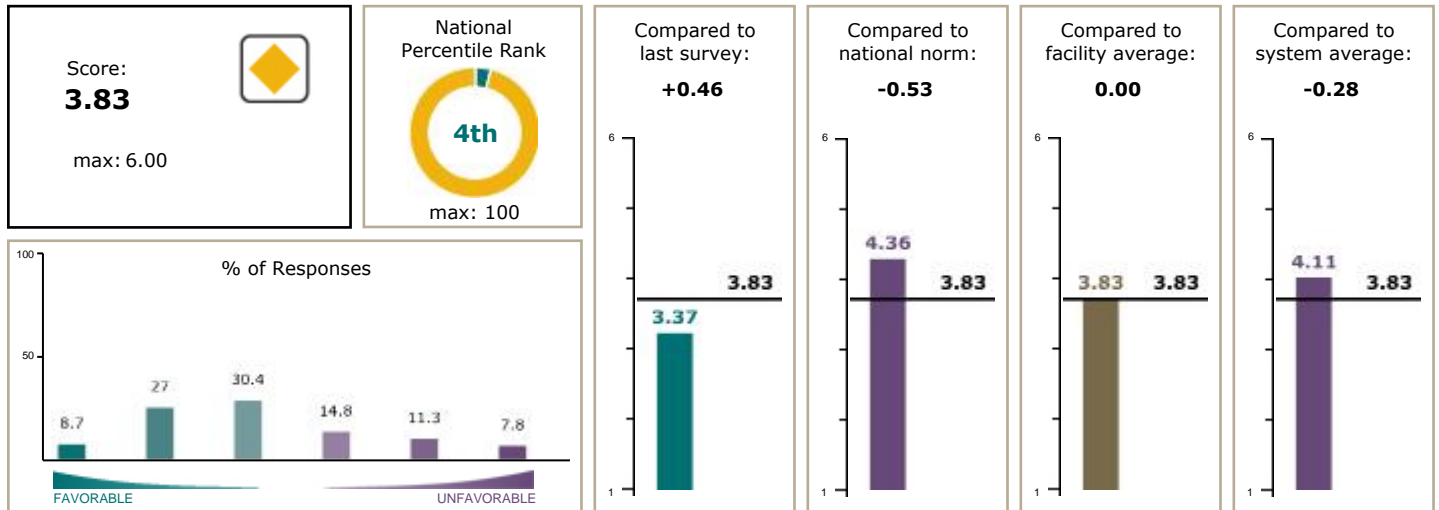 Score:
3.83
max: 6.00
National
Percentile Rank
4th
max: 100
% of Responses
100
50
8.7
27
30.4
14.8
11.3
7.8
FAVORABLE
UNFAVORABLE
Compared to
last survey:
+0.46
6
3.83
3.37
1
Compared to
national norm:
-0.53
6
4.36
3.83
1
Compared to
facility average:
0.00
6
3.83 3.83
1
Compared to
system average:
-0.28
6
4.11
3.83
1